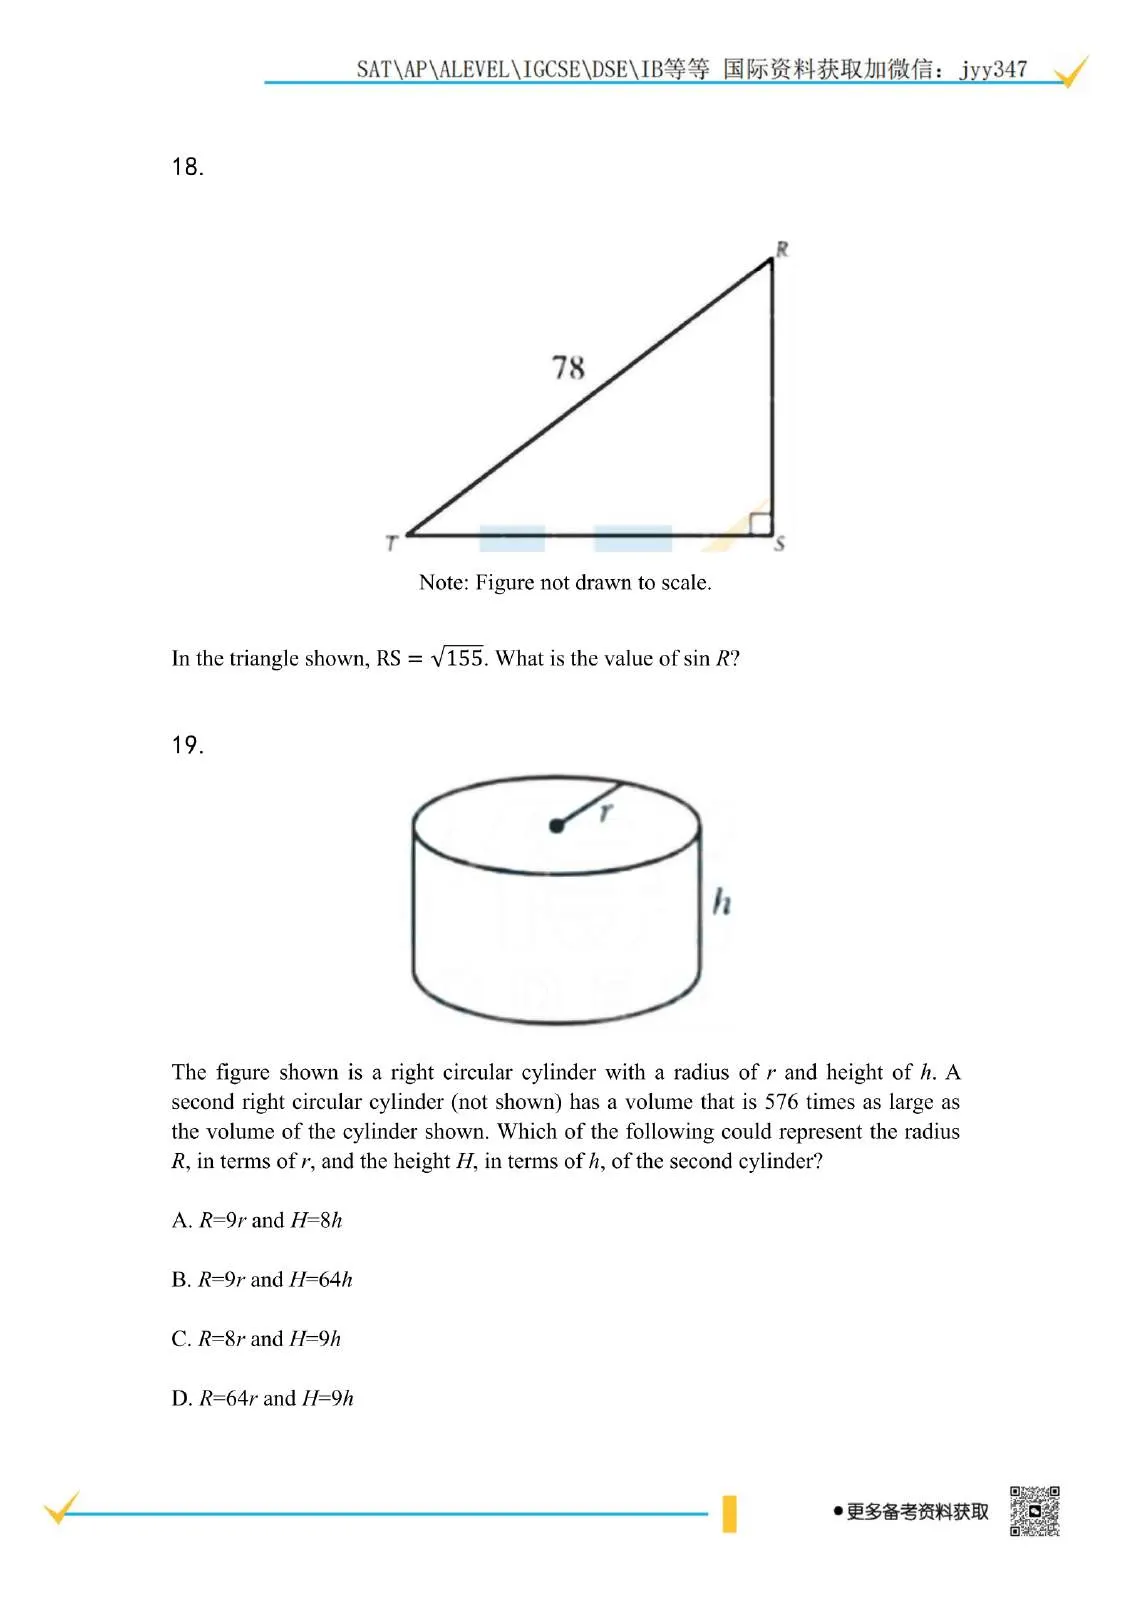 SAT\AP\ALEVEL\IGCSE\DSE\IB等等 国际资料获取加微信: jyy347
18.
R
78
T
S
Note: Figure not drawn to scale.
In the triangle shown, RS = √155. What is the value of sin R?
19.
r
h
The figure shown is a right circular cylinder with a radius of r and height of h. A
second right circular cylinder (not shown) has a volume that is 576 times as large as
the volume of the cylinder shown. Which of the following could represent the radius
R, in terms of r, and the height H, in terms of h, of the second cylinder?
A. R=9r and H=8h
B. R=9r and H=64h
C. R=8r and H=9h
D. R=64r and H=9h
●更多备考资料获取